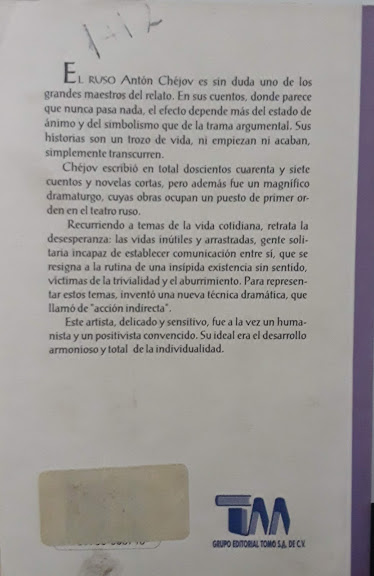 EL RUSO Antón Chéjov es sin duda uno de los
grandes maestros del relato. En sus cuentos, donde parece
que nunca pasa nada, el efecto depende más del estado de
ánimo y del simbolismo que de la trama argumental. Sus
historias son un trozo de vida, ni empiezan ni acaban,
simplemente transcurren.
Chéjov escribió en total doscientos cuarenta y siete
cuentos y novelas cortas, pero además fue un magnífico
dramaturgo, cuyas obras ocupan un puesto de primer or-
den en el teatro ruso.
Recurriendo a temas de la vida cotidiana, retrata la
desesperanza: las vidas inútiles y arrastradas, gente soli-
taria incapaz de establecer comunicación entre sí, que se
resigna a la rutina de una insípida existencia sin sentido,
víctimas de la trivialidad y el aburrimiento. Para represen-
tar estos temas, inventó una nueva técnica dramática, que
llamó de "acción indirecta".
Este artista, delicado y sensitivo, fue a la vez un huma-
nista y un positivista convencido. Su ideal era el desarrollo
armonioso y total de la individualidad.
GRUPO EDITORIAL TOMO S.A. DE C.V.